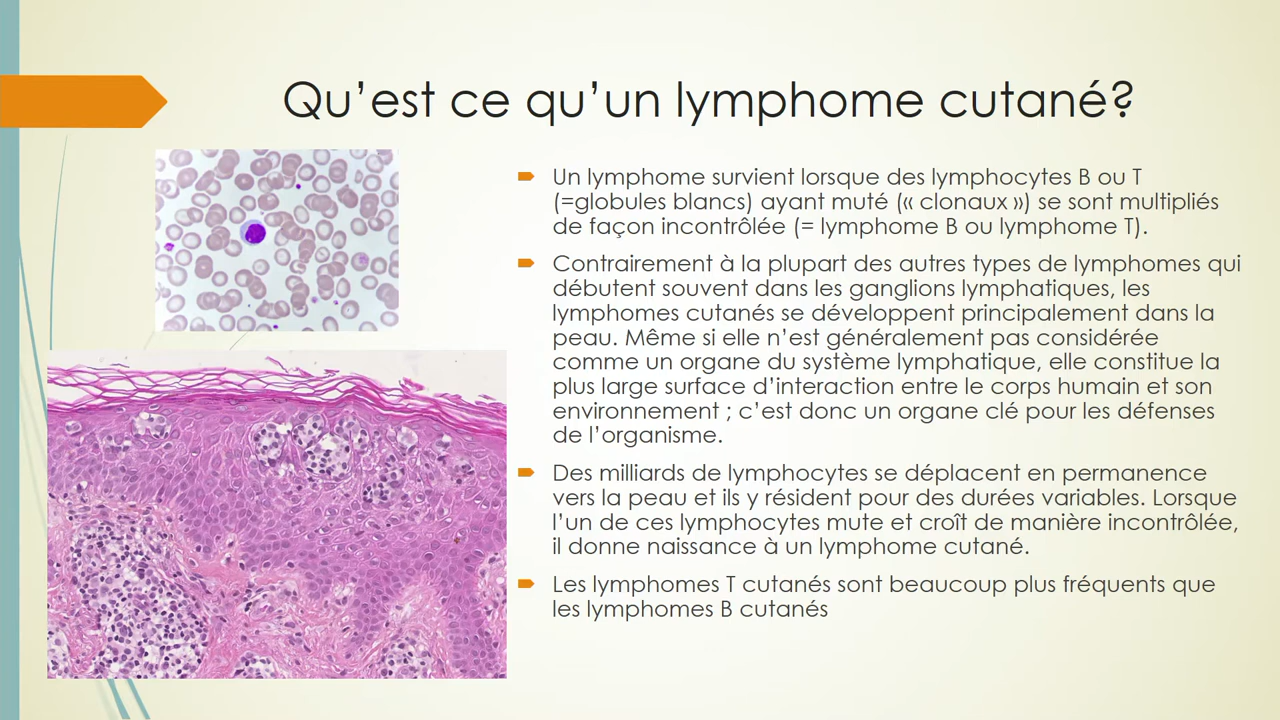 Qu’est ce qu’un lymphome cutané?
Un lymphome survient lorsque des lymphocytes B ou T
(=globules blancs) ayant muté (« clonaux ») se sont multipliés
de façon incontrôlée (= lymphome B ou lymphome T).
Contrairement à la plupart des autres types de lymphomes qui
débutent souvent dans les ganglions lymphatiques, les
lymphomes cutanés se développent principalement dans la
peau. Même si elle n’est généralement pas considérée
comme un organe du système lymphatique, elle constitue la
plus large surface d’interaction entre le corps humain et son
environnement ; c’est donc un organe clé pour les défenses
de l’organisme.
Des milliards de lymphocytes se déplacent en permanence
vers la peau et ils y résident pour des durées variables. Lorsque
l’un de ces lymphocytes mute et croît de manière incontrôlée,
il donne naissance à un lymphome cutané.
Les lymphomes T cutanés sont beaucoup plus fréquents que
les lymphomes B cutanés